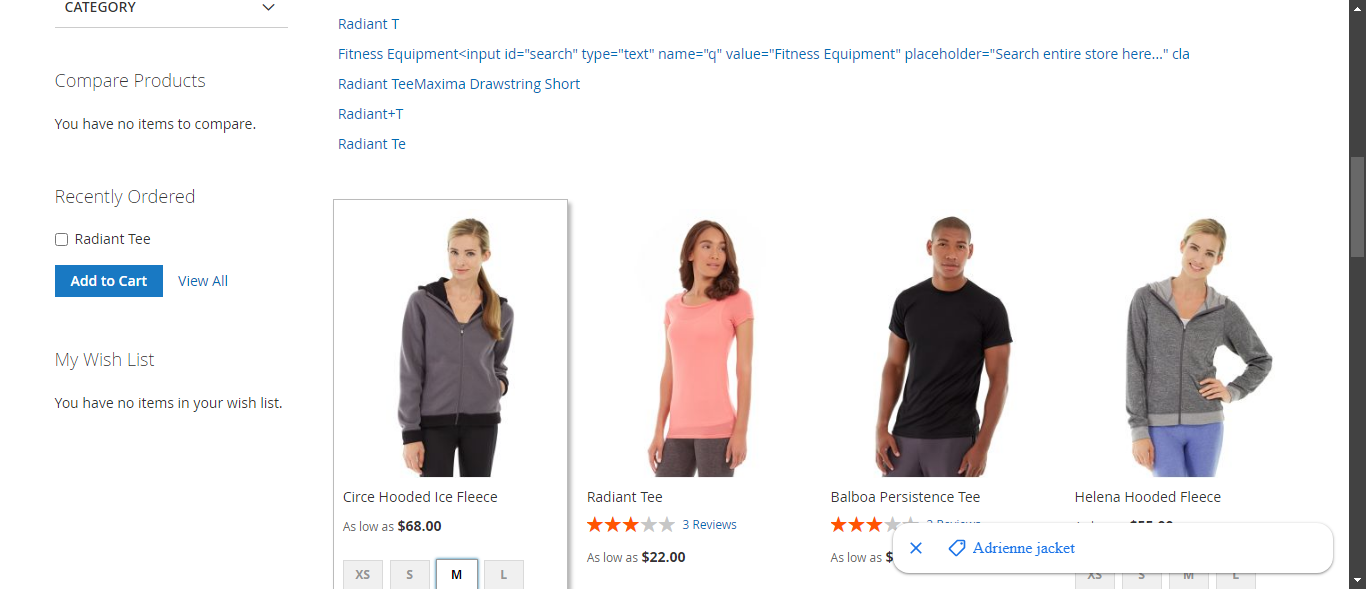 CATEGORY
Compare Products
You have no items to compare.
Recently Ordered
Radiant Tee
Add to Cart
View All
My Wish List
You have no items in your wish list.
Radiant T
Fitness Equipment<input id="search" type="text" name="q" value="Fitness Equipment" placeholder="Search entire store here..." cla
Radiant TeeMaxima Drawstring Short
Radiant+T
Radiant Te
Circe Hooded Ice Fleece
As low as $68.00
XS S M L
Radiant Tee
3 Reviews
As low as $22.00
Balboa Persistence Tee
Reviews
As low as $
Helena Hooded Fleece
XS S M L
Adrienne jacket